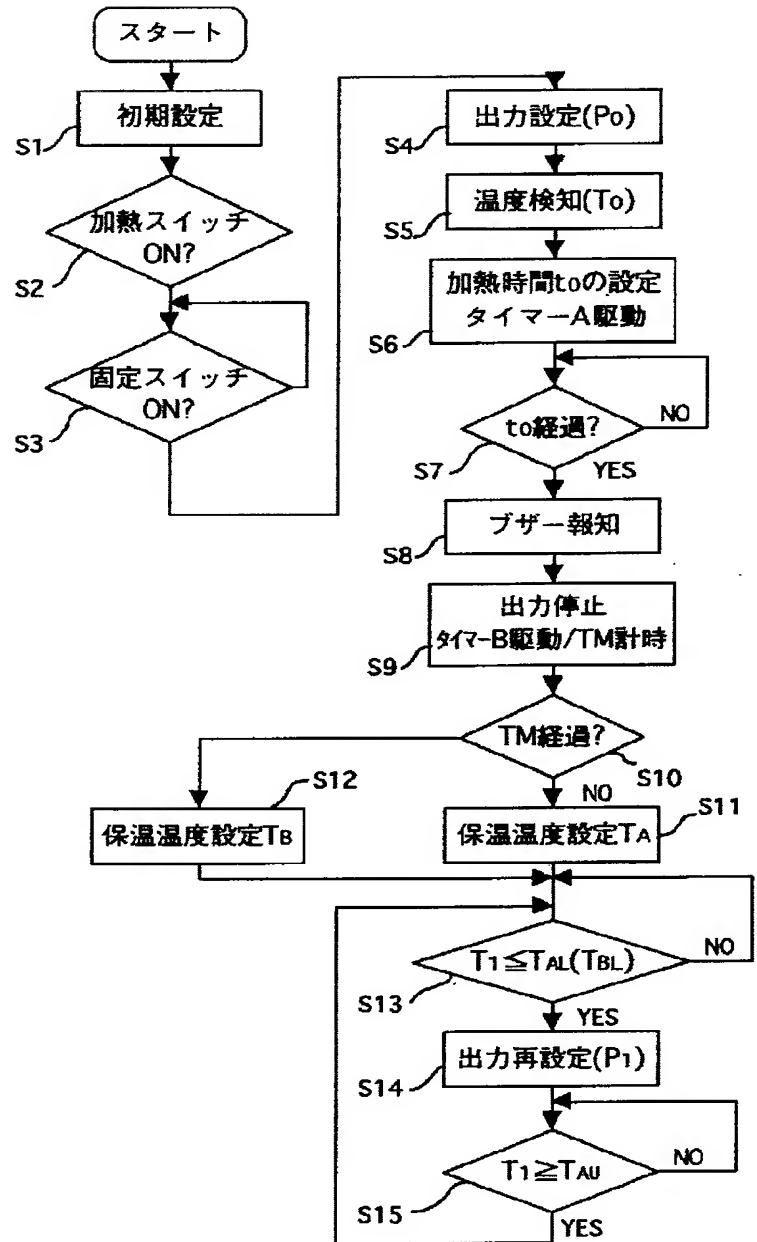 スタート
初期設定
S1
加熱スイッチ
ON?
S2
固定スイッチ
ON?
S3
出力設定(Po)
S4
温度検知(To)
S5
加熱時間toの設定
タイマーA駆動
S6
to経過?
NO
S7
YES
ブザー報知
S8
出力停止
タイマーB駆動/TM計時
S9
TM経過?
S10
S12
NO
S11
保温温度設定TB
保温温度設定TA
T1≦TAL(TBL)
NO
S13
YES
出力再設定(P1)
S14
T1≧TAU
NO
S15
YES